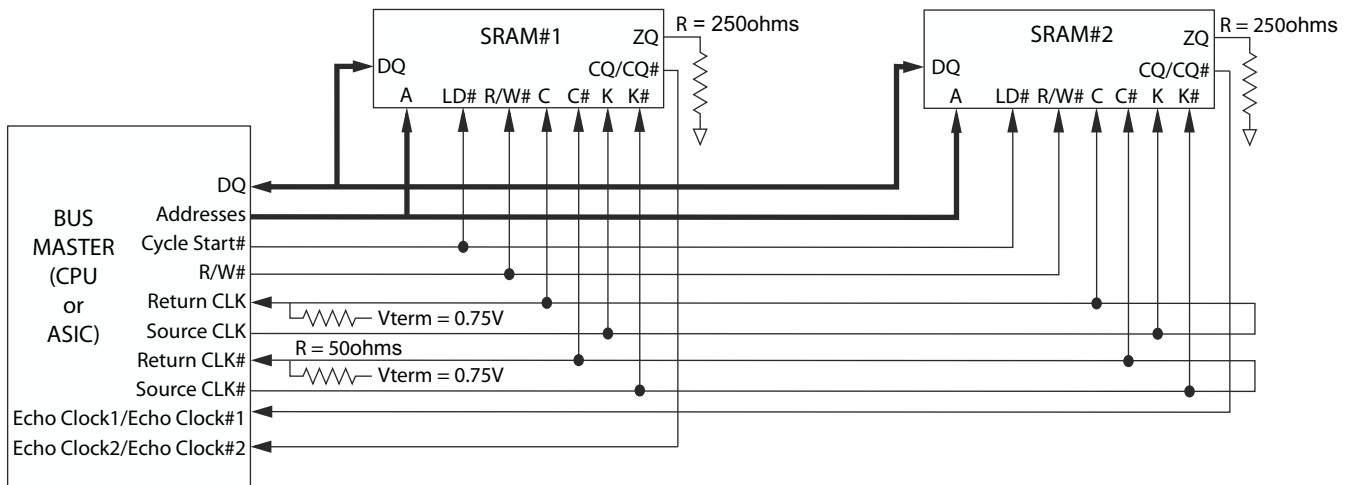 SRAM#1
ZQ
R = 250ohms
DQ
CQ/CQ#
A LD# R/W# C C# K K#
SRAM#2
ZQ
R = 250ohms
DQ
CQ/CQ#
A LD# R/W# C C# K K#
BUS
MASTER
(CPU
or
ASIC)
DQ
Addresses
Cycle Start#
R/W#
Return CLK
Vterm = 0.75V
Source CLK
R = 50ohms
Return CLK#
Vterm = 0.75V
Source CLK#
Echo Clock1/Echo Clock#1
Echo Clock2/Echo Clock#2